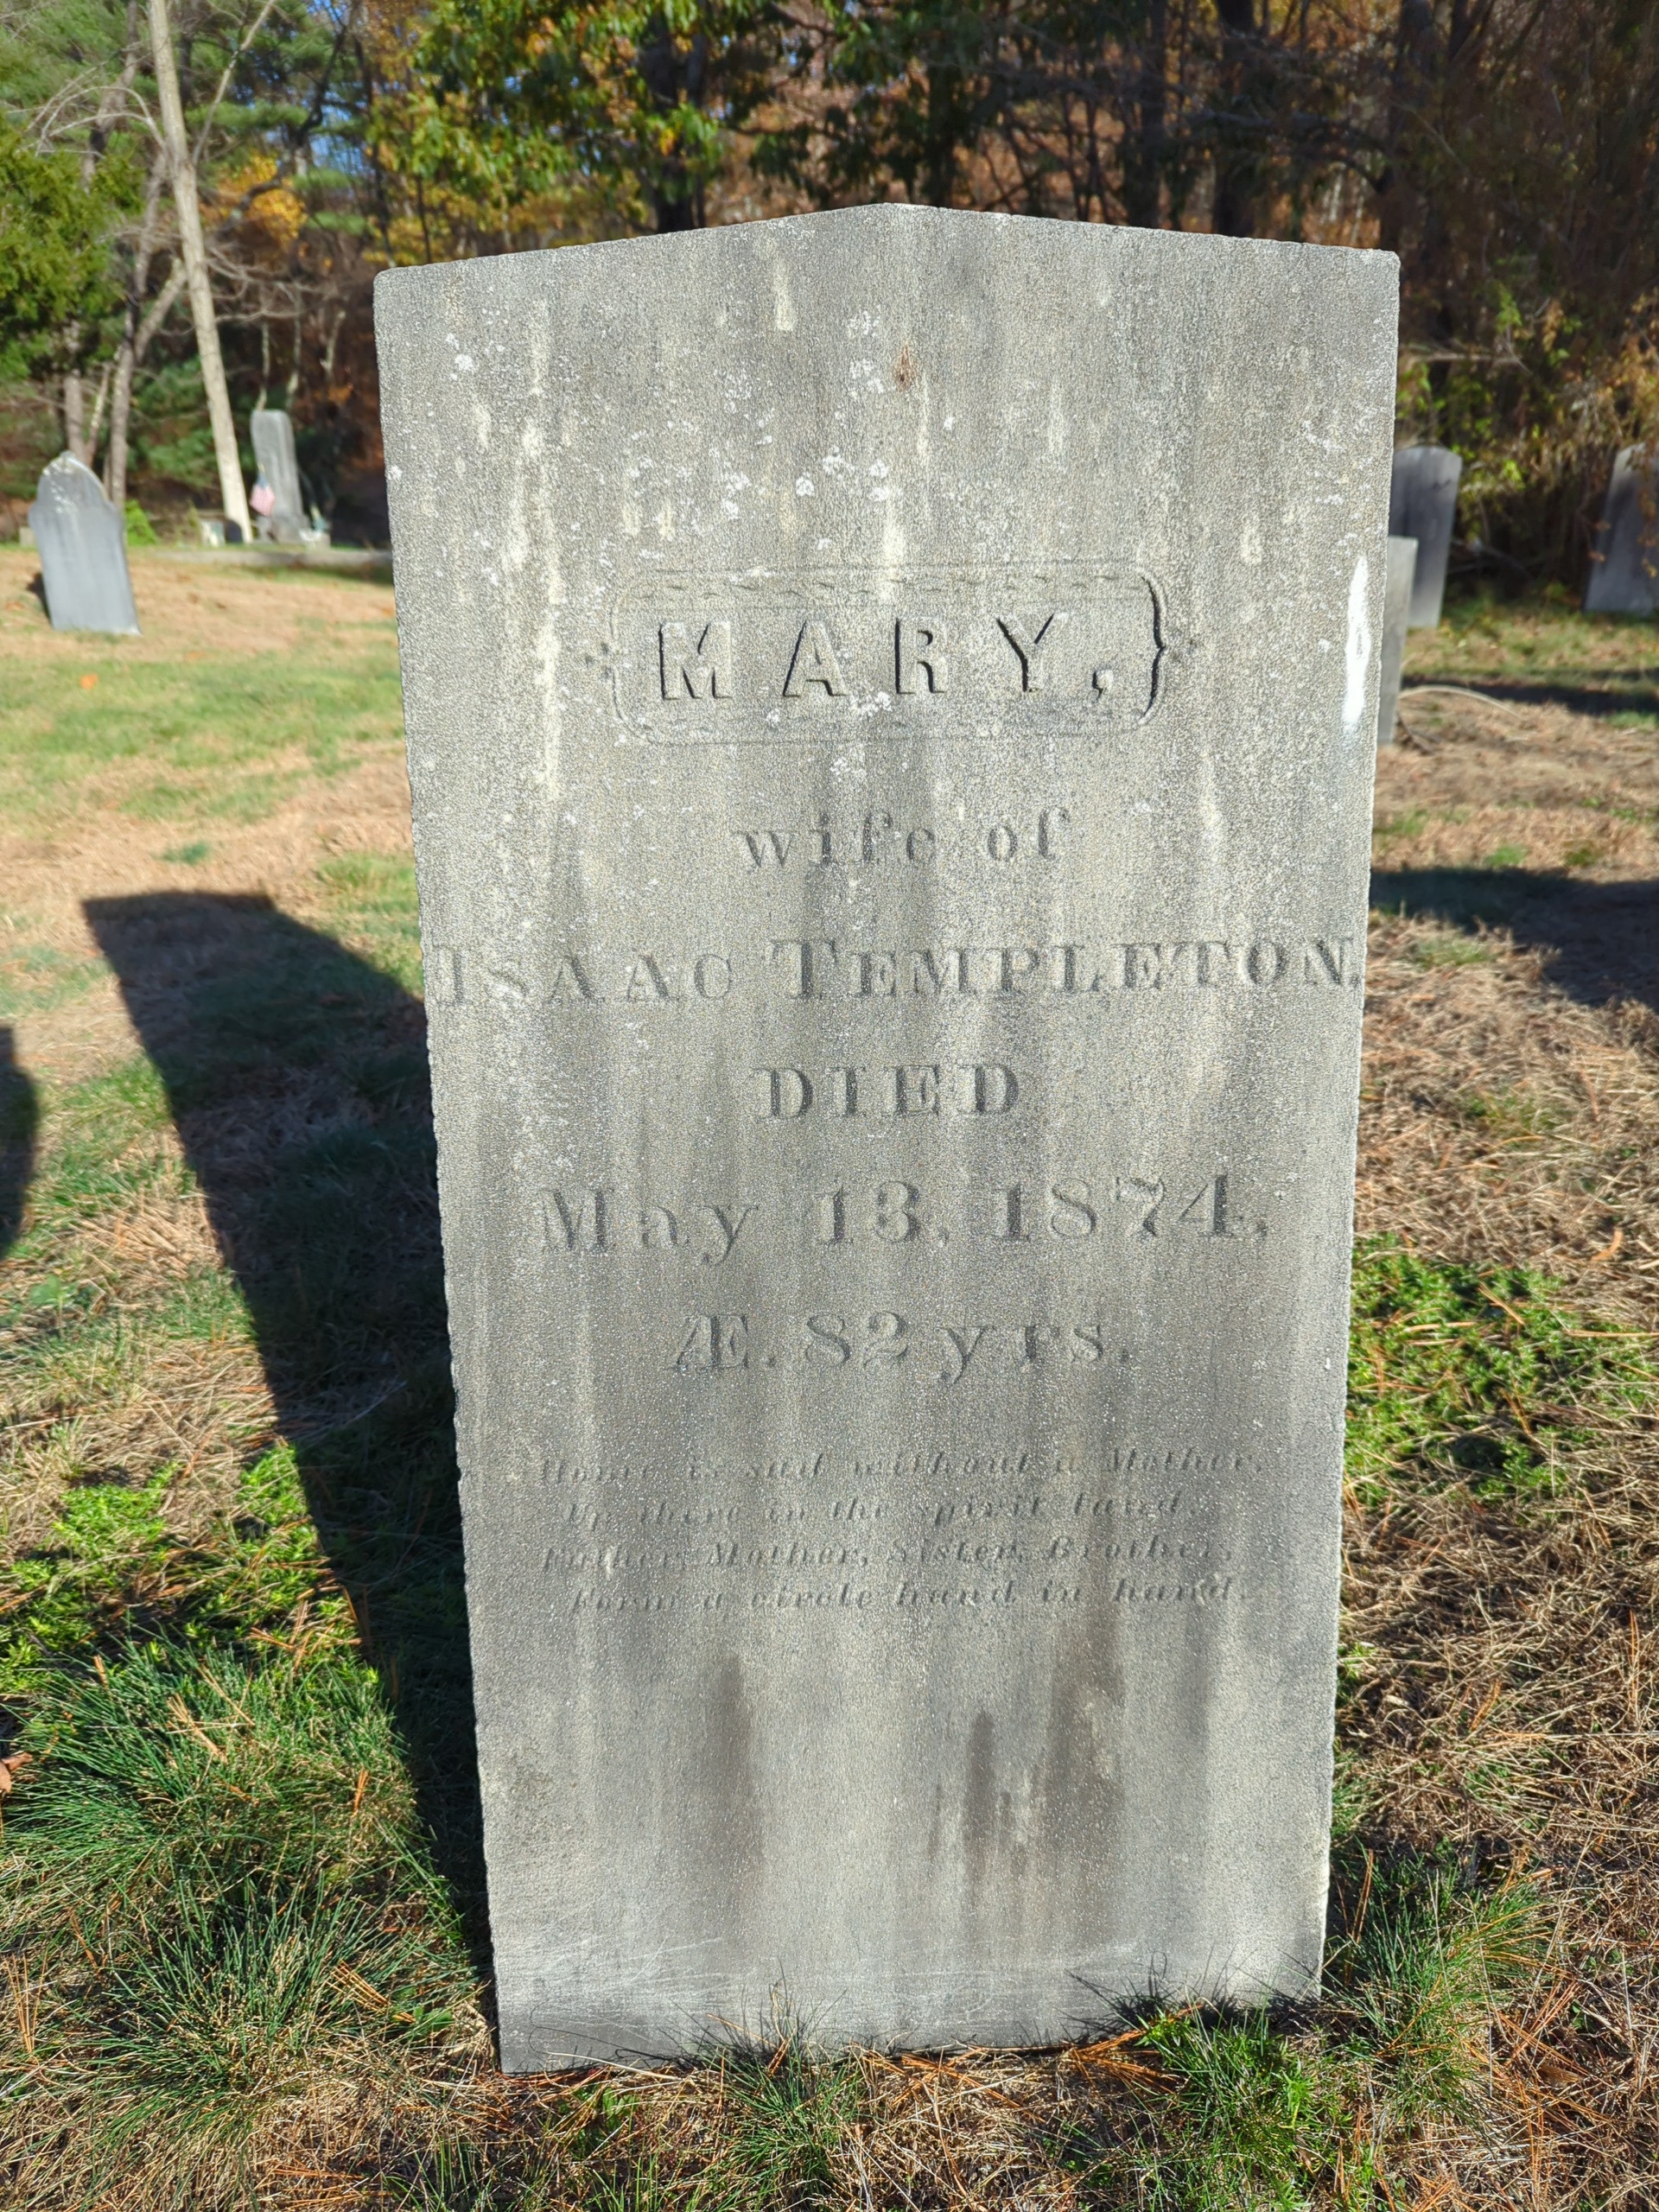 MARY,
wife of
ISAAC TEMPLETON,
DIED
May 13, 1874,
Æ. 82 yrs.
Home is sad without a Mother,
Up there in the spirit land,
Father, Mother, Sister, Brother,
Form a circle hand in hand.